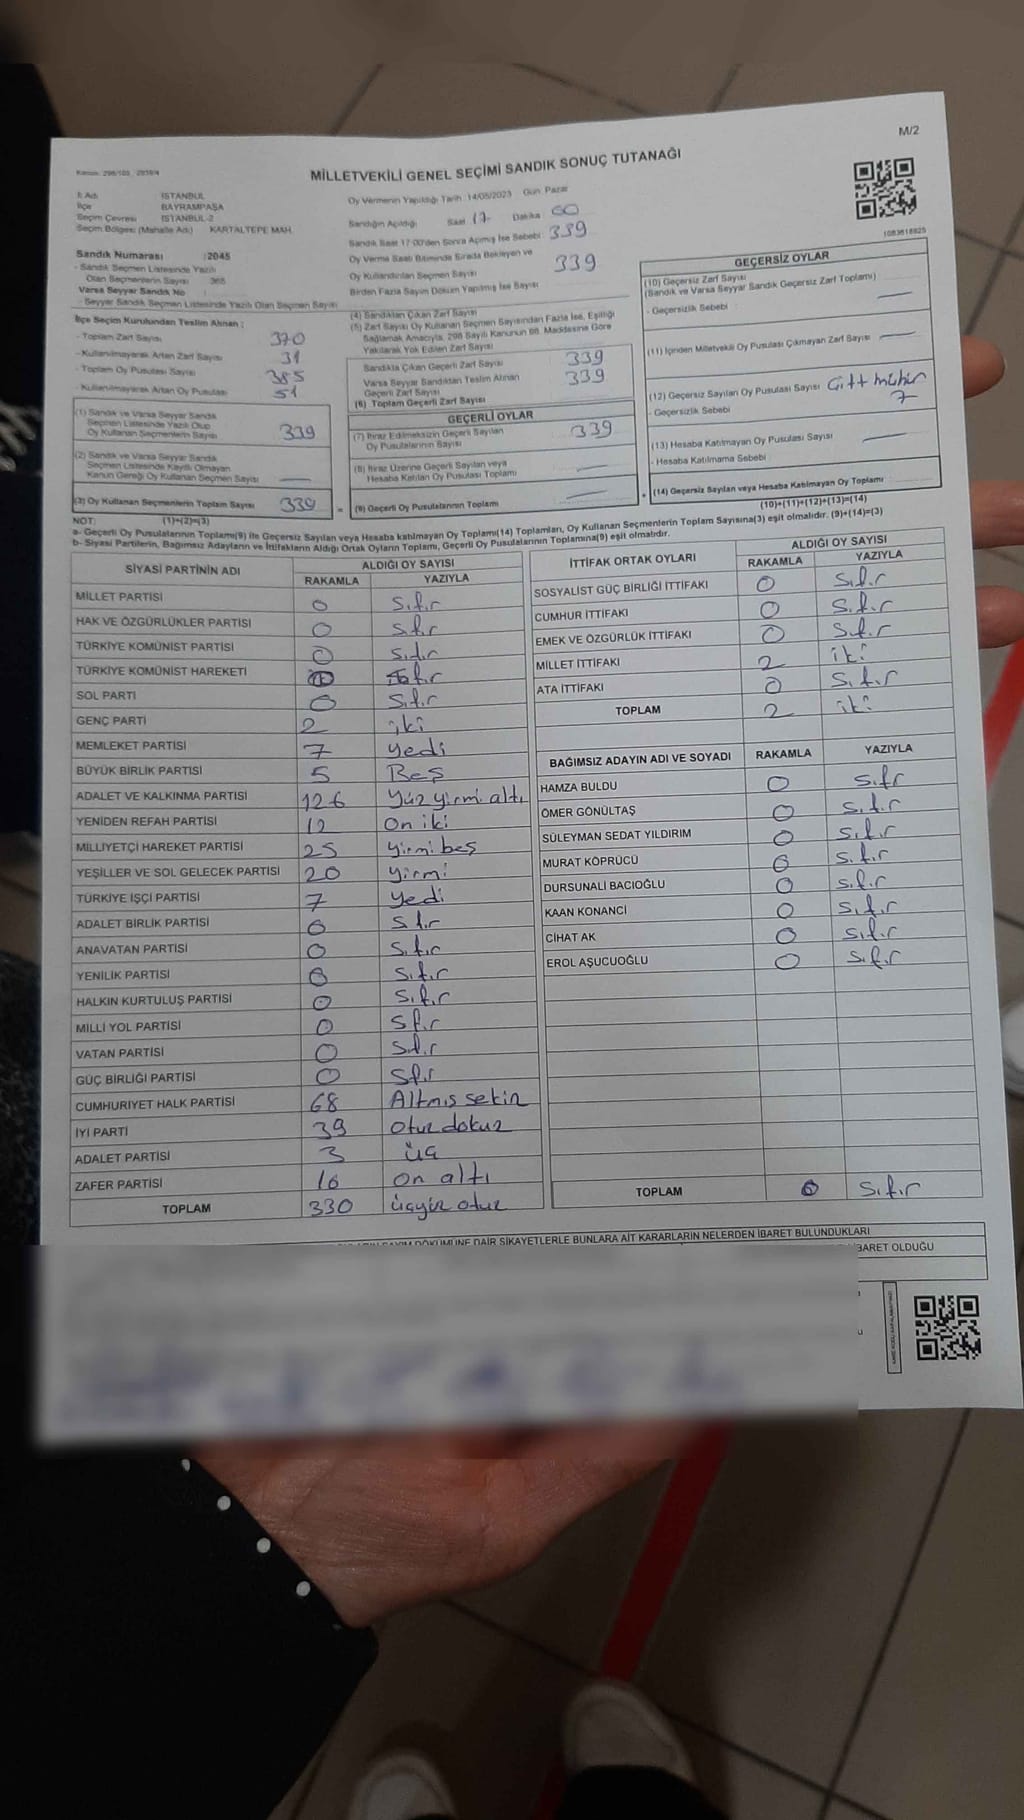 M/2
Kanun: 298/105 , 2839/4
MİLLETVEKİLİ GENEL SEÇİMİ SANDIK SONUÇ TUTANAĞI
İl Adı : İSTANBUL
İlçe : BAYRAMPAŞA
Seçim Çevresi : İSTANBUL-2
Seçim Bölgesi (Mahalle Adı) : KARTALTEPE MAH.
Oy Vermenin Yapıldığı Tarih :14/05/2023 Gün: Pazar
Sandığın Açıldığı Saat 17- Dakika 00
Sandık Saat 17:00'den Sonra Açmış İse Sebebi: 339
Oy Verme Saati Bitiminde Sırada Bekleyen ve
Oy Kullandırılan Seçmen Sayısı 339
Birden Fazla Sayım Döküm Yapılmış İse Sayısı
1083618825
Sandık Numarası :2045
- Sandık Seçmen Listesinde Yazılı
Olan Seçmenlerin Sayısı : 365
Varsa Seyyar Sandık No :
- Seyyar Sandık Seçmen Listesinde Yazılı Olan Seçmen Sayısı :
İlçe Seçim Kurulundan Teslim Alınan ;
- Toplam Zarf Sayısı 370
- Kullanılmayarak Artan Zarf Sayısı 31
- Toplam Oy Pusulası Sayısı 385
- Kullanılmayarak Artan Oy Pusulası 51
(1) Sandık ve Varsa Seyyar Sandık
Seçmen Listesinde Yazılı Olup
Oy Kullanan Seçmenlerin Sayısı 339
(2) Sandık ve Varsa Seyyar Sandık
Seçmen Listesinde Kayıtlı Olmayan
Kanun Gereği Oy Kullanan Seçmen Sayısı —
(3) Oy Kullanan Seçmenlerin Toplam Sayısı 339 =
(4) Sandıktan Çıkan Zarf Sayısı
(5) Zarf Sayısı Oy Kullanan Seçmen Sayısından Fazla İse, Eşitliği
Sağlamak Amacıyla, 298 Sayılı Kanunun 98. Maddesine Göre
Yakılarak Yok Edilen Zarf Sayısı
Sandıkta Çıkan Geçerli Zarf Sayısı 339
Varsa Seyyar Sandıktan Teslim Alınan
Geçerli Zarf Sayısı 339
(6) Toplam Geçerli Zarf Sayısı
GEÇERLİ OYLAR
(7) İtiraz Edilmeksizin Geçerli Sayılan
Oy Pusulalarının Sayısı 339
(8) İtiraz Üzerine Geçerli Sayılan veya
Hesaba Katılan Oy Pusulası Toplamı —
(9) Geçerli Oy Pusulalarının Toplamı — +
GEÇERSİZ OYLAR
(10) Geçersiz Zarf Sayısı
(Sandık ve Varsa Seyyar Sandık Geçersiz Zarf Toplamı) —
- Geçersizlik Sebebi :
(11) İçinden Milletvekili Oy Pusulası Çıkmayan Zarf Sayısı —
(12) Geçersiz Sayılan Oy Pusulası Sayısı Çift mühür
- Geçersizlik Sebebi : 7
(13) Hesaba Katılmayan Oy Pusulası Sayısı —
- Hesaba Katılmama Sebebi :
(14) Geçersiz Sayılan veya Hesaba Katılmayan Oy Toplamı
(10)+(11)+(12)+(13)=(14)
NOT: (1)+(2)=(3)
a- Geçerli Oy Pusulalarının Toplamı(9) ile Geçersiz Sayılan veya Hesaba katılmayan Oy Toplamı(14) Toplamları, Oy Kullanan Seçmenlerin Toplam Sayısına(3) eşit olmalıdır. (9)+(14)=(3)
b- Siyasi Partilerin, Bağımsız Adayların ve İttifakların Aldığı Ortak Oyların Toplamı, Geçerli Oy Pusulalarının Toplamına(9) eşit olmalıdır.
SİYASİ PARTİNİN ADI ALDIĞI OY SAYISI
RAKAMLA YAZIYLA
MİLLET PARTİSİ 0 Sıfır
HAK VE ÖZGÜRLÜKLER PARTİSİ 0 Sıfır
TÜRKİYE KOMÜNİST PARTİSİ 0 Sıfır
TÜRKİYE KOMÜNİST HAREKETİ
SOL PARTİ 0 Sıfır
GENÇ PARTİ 2 iki
MEMLEKET PARTİSİ 7 yedi
BÜYÜK BİRLİK PARTİSİ 5 Beş
ADALET VE KALKINMA PARTİSİ 126 Yüz yirmi altı
YENİDEN REFAH PARTİSİ 12 on iki
MİLLİYETÇİ HAREKET PARTİSİ 25 yirmi beş
YEŞİLLER VE SOL GELECEK PARTİSİ 20 yirmi
TÜRKİYE İŞÇİ PARTİSİ 7 yedi
ADALET BİRLİK PARTİSİ 0 Sıfır
ANAVATAN PARTİSİ 0 Sıfır
YENİLİK PARTİSİ 0 Sıfır
HALKIN KURTULUŞ PARTİSİ 0 Sıfır
MİLLİ YOL PARTİSİ 0 Sıfır
VATAN PARTİSİ 0 Sıfır
GÜÇ BİRLİĞİ PARTİSİ 0 Sıfır
CUMHURİYET HALK PARTİSİ 68 Altmış sekiz
İYİ PARTİ 39 otuz dokuz
ADALET PARTİSİ 3 üç
ZAFER PARTİSİ 16 on altı
TOPLAM 330 üçyüz otuz
İTTİFAK ORTAK OYLARI ALDIĞI OY SAYISI
RAKAMLA YAZIYLA
SOSYALİST GÜÇ BİRLİĞİ İTTİFAKI 0 Sıfır
CUMHUR İTTİFAKI 0 Sıfır
EMEK VE ÖZGÜRLÜK İTTİFAKI 0 Sıfır
MİLLET İTTİFAKI 2 iki
ATA İTTİFAKI 0 Sıfır
TOPLAM 2 iki
BAĞIMSIZ ADAYIN ADI VE SOYADI RAKAMLA YAZIYLA
HAMZA BULDU 0 sıfır
ÖMER GÖNÜLTAŞ 0 sıfır
SÜLEYMAN SEDAT YILDIRIM 0 sıfır
MURAT KÖPRÜCÜ 0 sıfır
DURSUNALİ BACIOĞLU 0 sıfır
KAAN KONANCİ 0 sıfır
CİHAT AK 0 sıfır
EROL AŞUCUOĞLU 0 sıfır
TOPLAM 0 sıfır
DÖKÜMÜNE DAİR ŞİKAYETLERLE BUNLARA AİT KARARLARIN NELERDEN İBARET BULUNDUKLARI
İBARET OLDUĞU